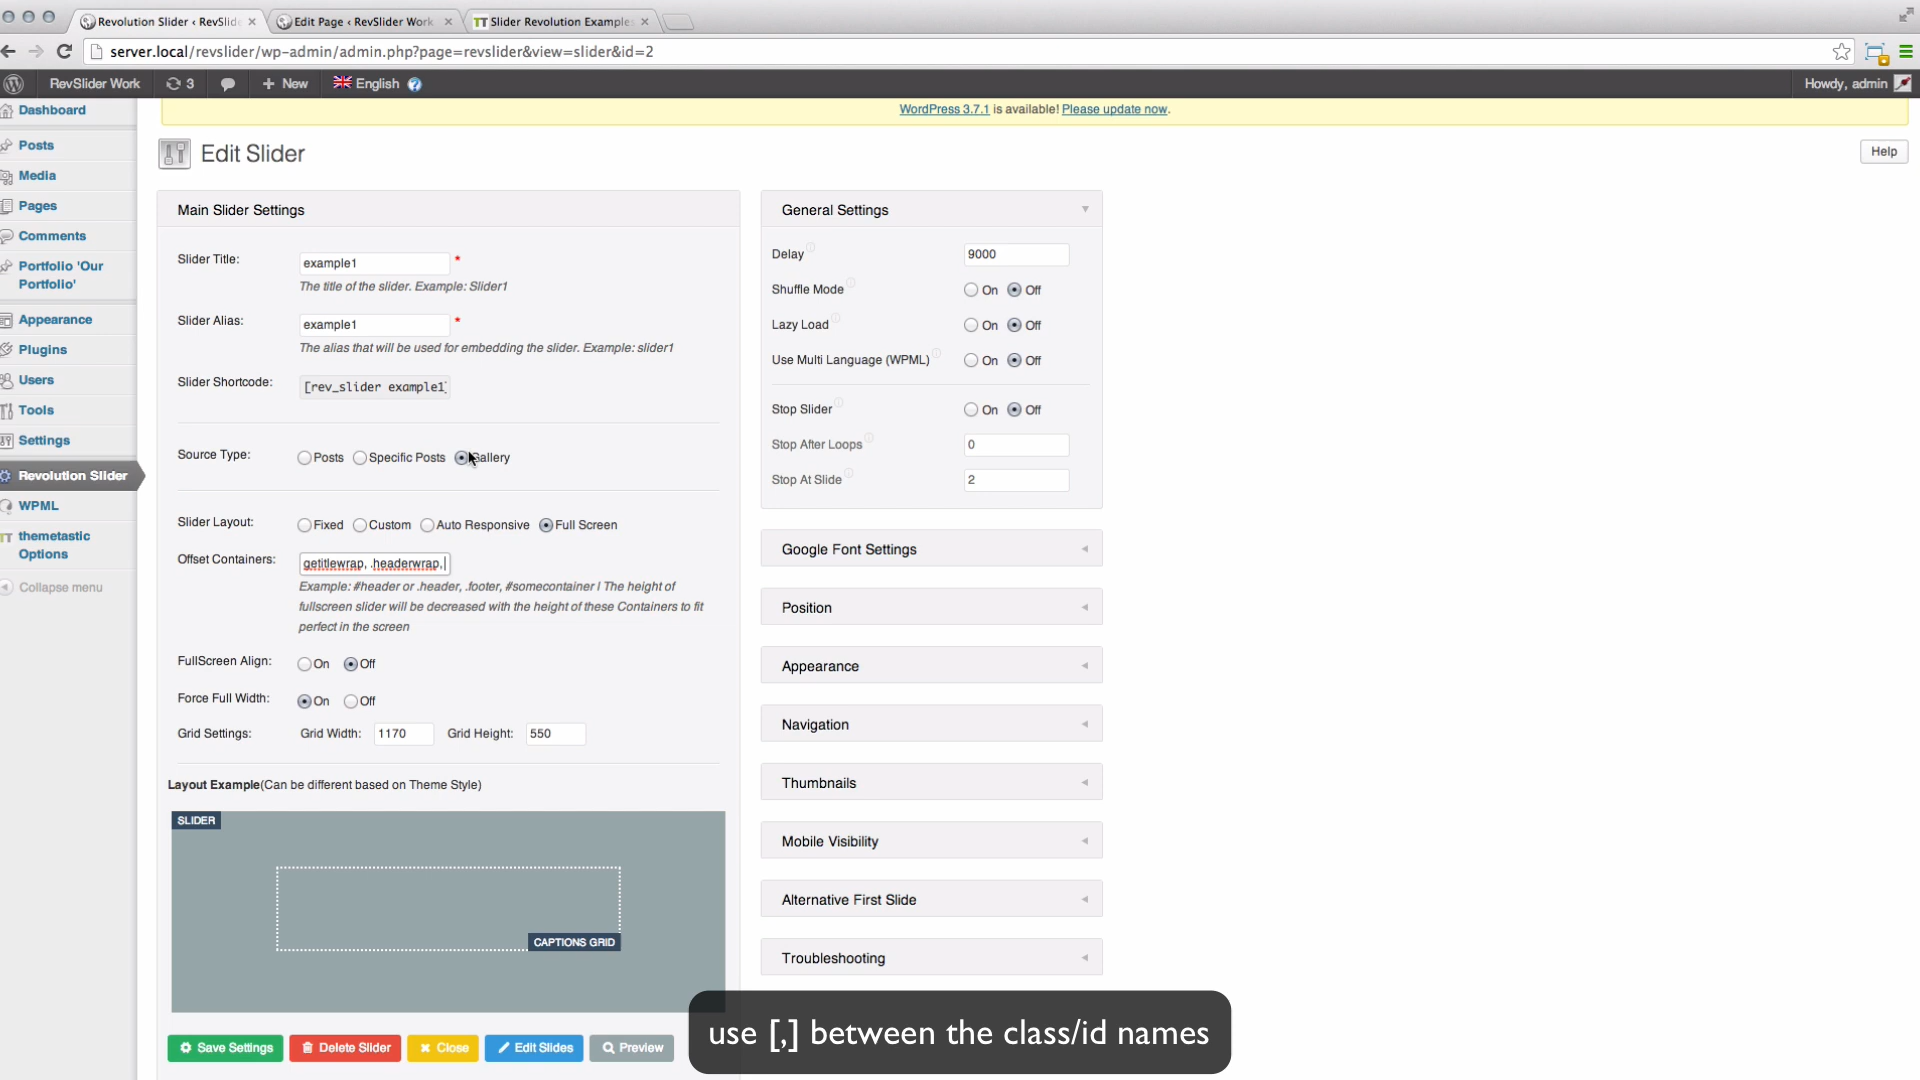 Revolution Slider ‹ RevSlide
Edit Page ‹ RevSlider Work
Slider Revolution Examples
server.local/revslider/wp-admin/admin.php?page=revslider&view=slider&id=2
RevSlider Work
3
New
English
Howdy, admin
WordPress 3.7.1 is available! Please update now.
Dashboard
Posts
Media
Pages
Comments
Portfolio 'Our
Portfolio'
Appearance
Plugins
Users
Tools
Settings
Revolution Slider
WPML
themetastic
Options
Collapse menu
Edit Slider
Help
Main Slider Settings
Slider Title:
example1
*
The title of the slider. Example: Slider1
Slider Alias:
example1
*
The alias that will be used for embedding the slider. Example: slider1
Slider Shortcode:
[rev_slider example1]
Source Type:
Posts Specific Posts Gallery
Slider Layout:
Fixed Custom Auto Responsive Full Screen
Offset Containers:
getitlewrap, .headerwrap,
Example: #header or .header, .footer, #somecontainer | The height of
fullscreen slider will be decreased with the height of these Containers to fit
perfect in the screen
FullScreen Align:
On Off
Force Full Width:
On Off
Grid Settings:
Grid Width: 1170 Grid Height: 550
Layout Example(Can be different based on Theme Style)
SLIDER
CAPTIONS GRID
Save Settings
Delete Slider
Close
Edit Slides
Preview
General Settings
Delay 9000
Shuffle Mode On Off
Lazy Load On Off
Use Multi Language (WPML) On Off
Stop Slider On Off
Stop After Loops 0
Stop At Slide 2
Google Font Settings
Position
Appearance
Navigation
Thumbnails
Mobile Visibility
Alternative First Slide
Troubleshooting
use [,] between the class/id names